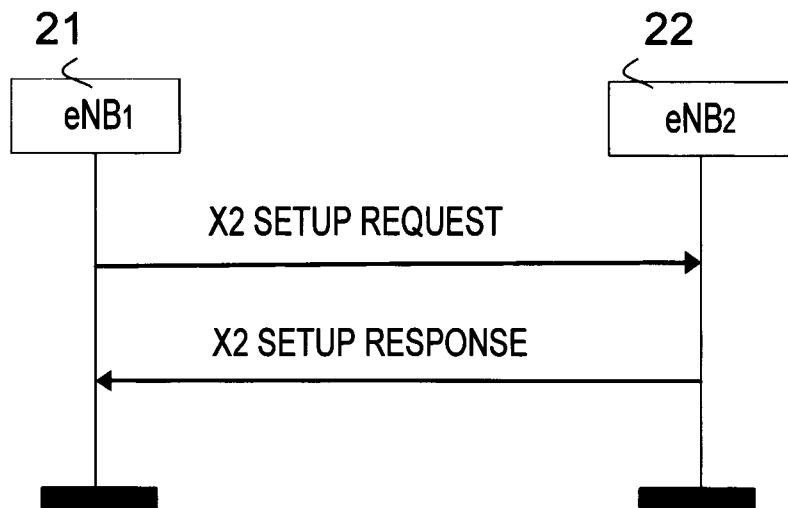 21
22
eNB1
eNB2
X2 SETUP REQUEST
X2 SETUP RESPONSE